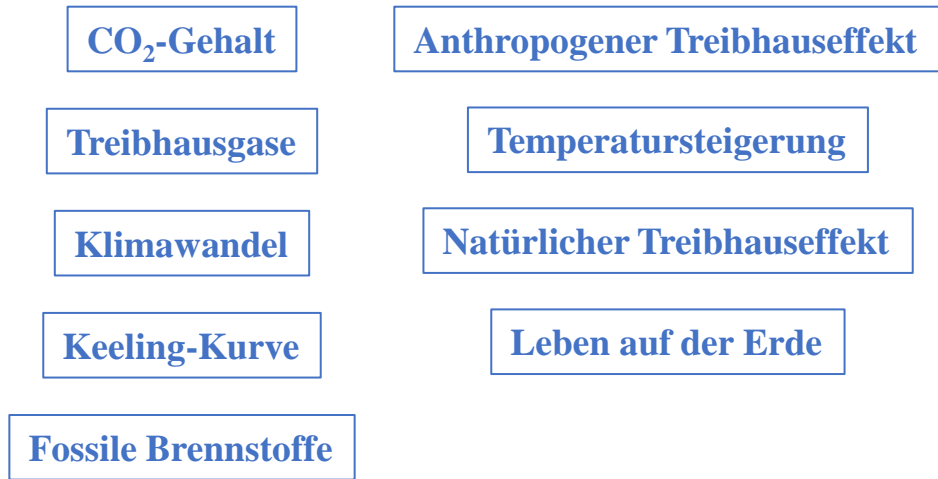 CO₂-Gehalt
Anthropogener Treibhauseffekt
Treibhausgase
Temperatursteigerung
Klimawandel
Natürlicher Treibhauseffekt
Keeling-Kurve
Leben auf der Erde
Fossile Brennstoffe